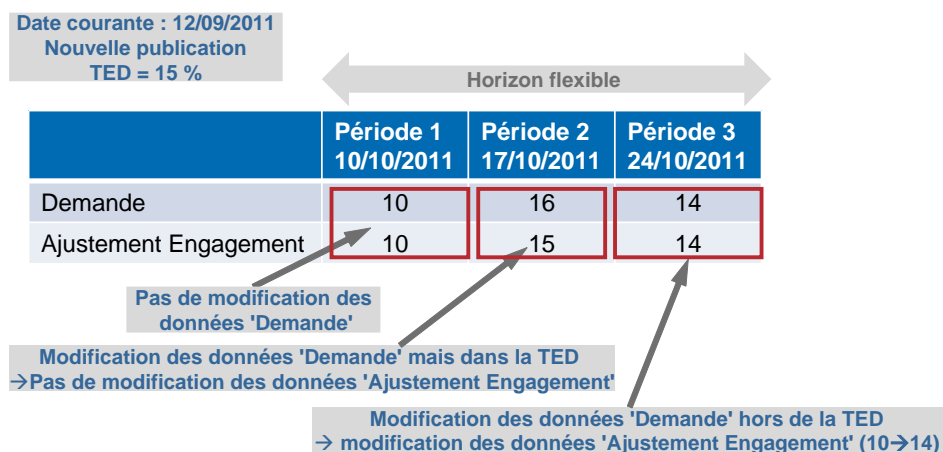 Date courante : 12/09/2011
Nouvelle publication
TED = 15 %
Horizon flexible
Période 1 Période 2 Période 3
10/10/2011 17/10/2011 24/10/2011
Demande 10 16 14
Ajustement Engagement 10 15 14
Pas de modification des
données 'Demande'
Modification des données 'Demande' mais dans la TED
→Pas de modification des données 'Ajustement Engagement'
Modification des données 'Demande' hors de la TED
→ modification des données 'Ajustement Engagement' (10→14)